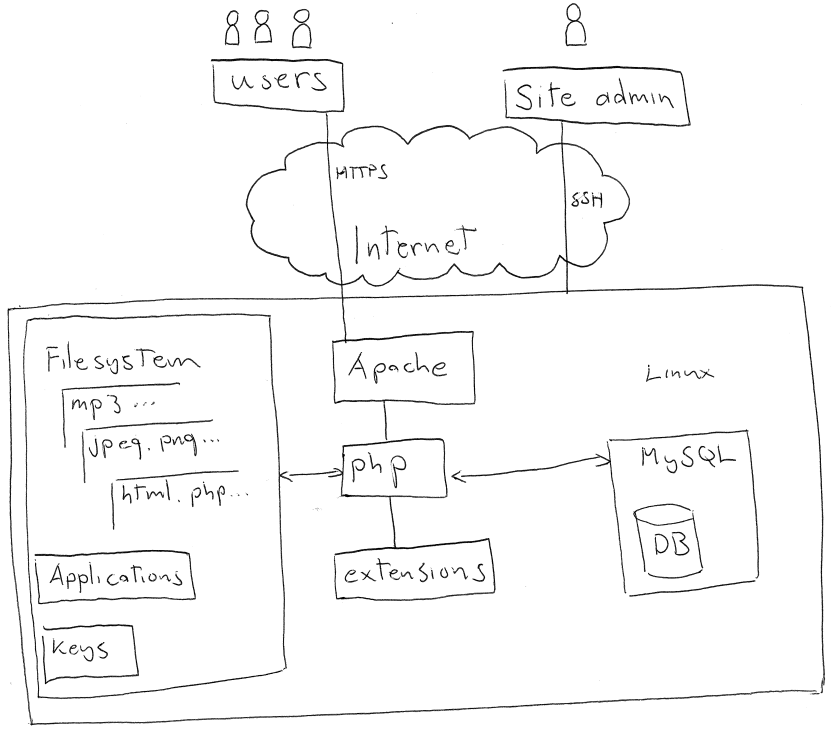 users
Site admin
HTTPS
SSH
Internet
Filesystem
mp3 ...
jpeg. png...
html. php...
Applications
Keys
Apache
php
extensions
Linux
MySQL
DB